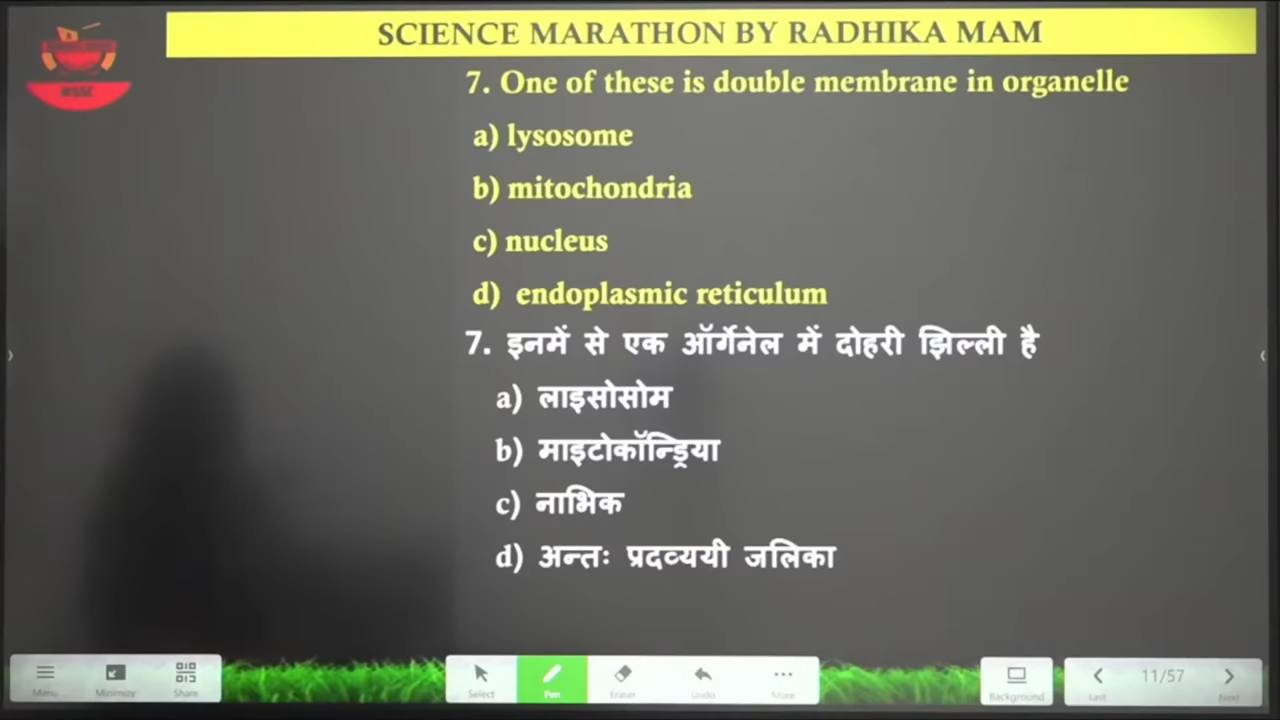 SCIENCE MARATHON BY RADHIKA MAM
WSSC
7. One of these is double membrane in organelle
a) lysosome
b) mitochondria
c) nucleus
d) endoplasmic reticulum
7. इनमें से एक ऑर्गेनेल में दोहरी झिल्ली है
a) लाइसोसोम
b) माइटोकॉन्ड्रिया
c) नाभिक
d) अन्तः प्रदव्ययी जलिका
Menu Minimize Share Select Pen Eraser Undo More Background Last 11/57 Next